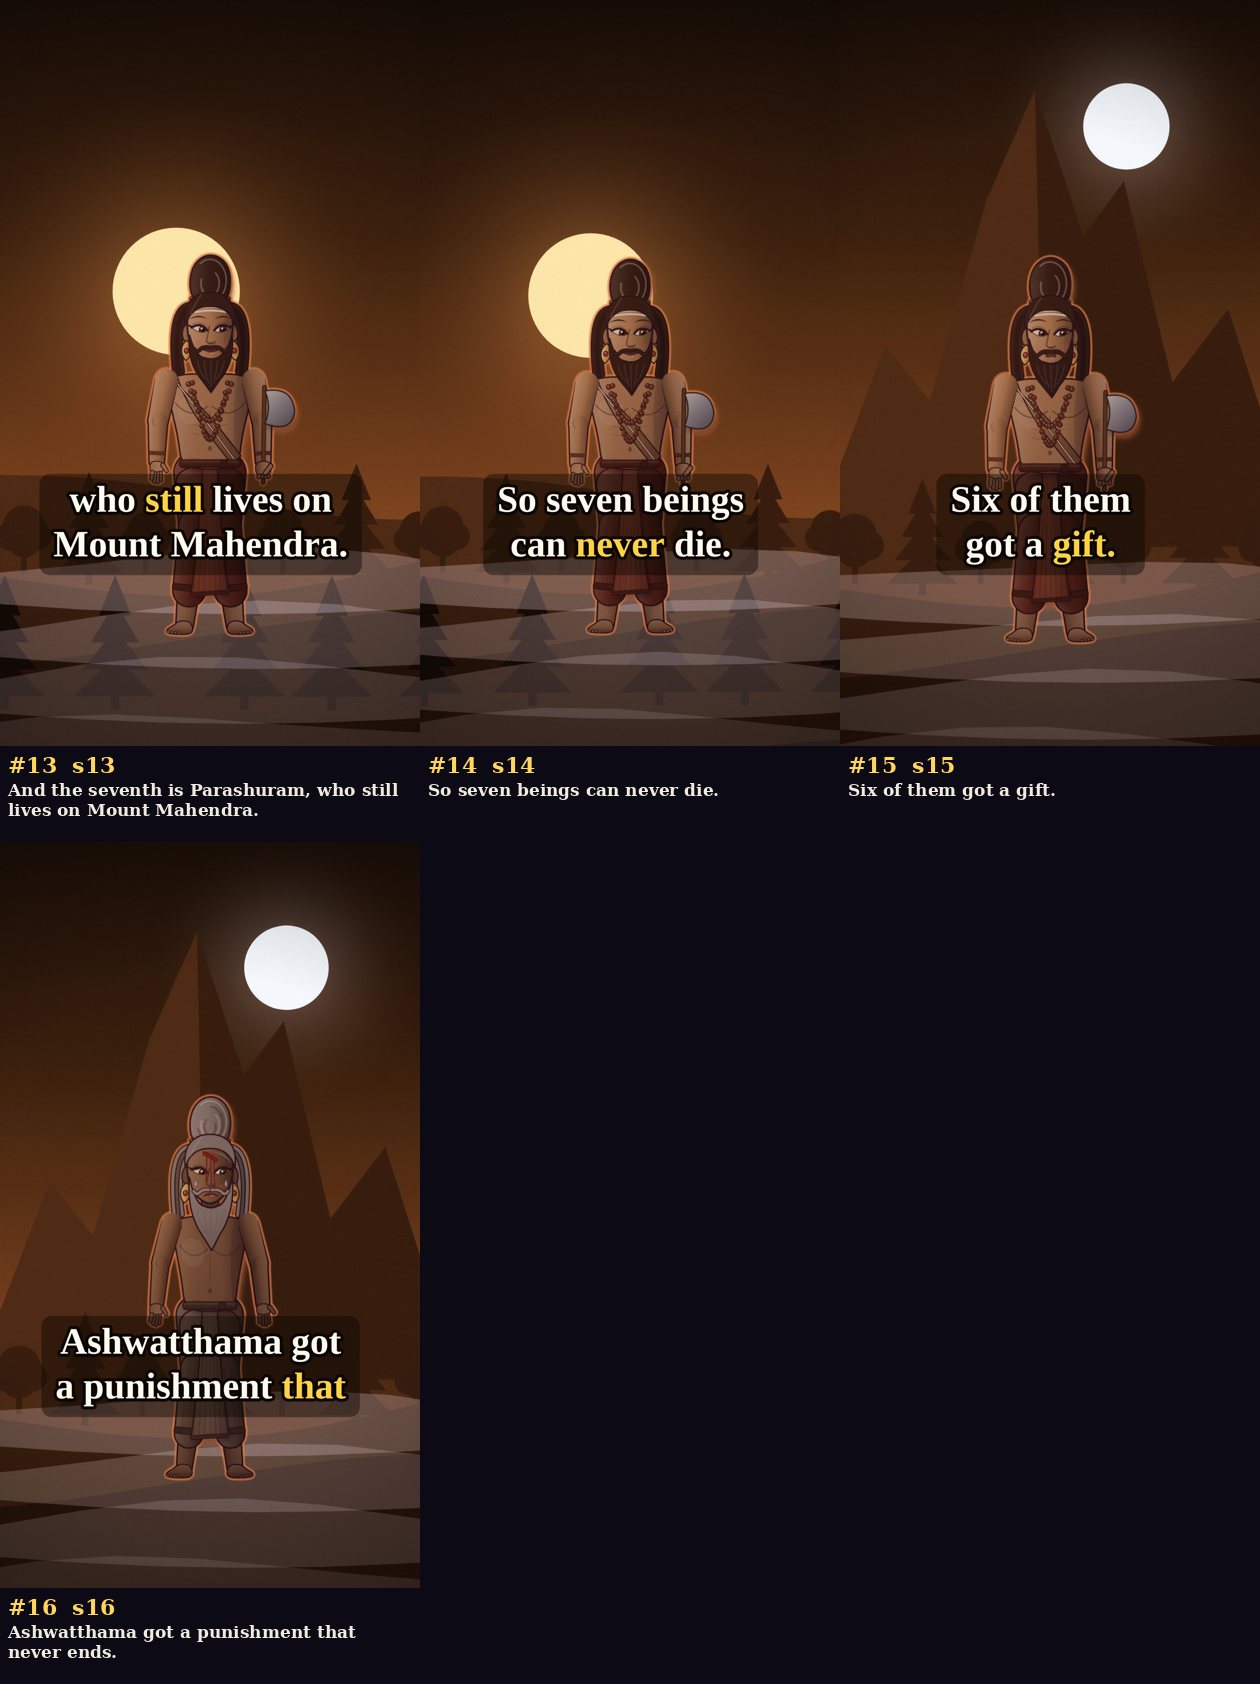 who still lives on
Mount Mahendra.
#13 s13
And the seventh is Parashuram, who still
lives on Mount Mahendra.
So seven beings
can never die.
#14 s14
So seven beings can never die.
Six of them
got a gift.
#15 s15
Six of them got a gift.
Ashwatthama got
a punishment that
#16 s16
Ashwatthama got a punishment that
never ends.